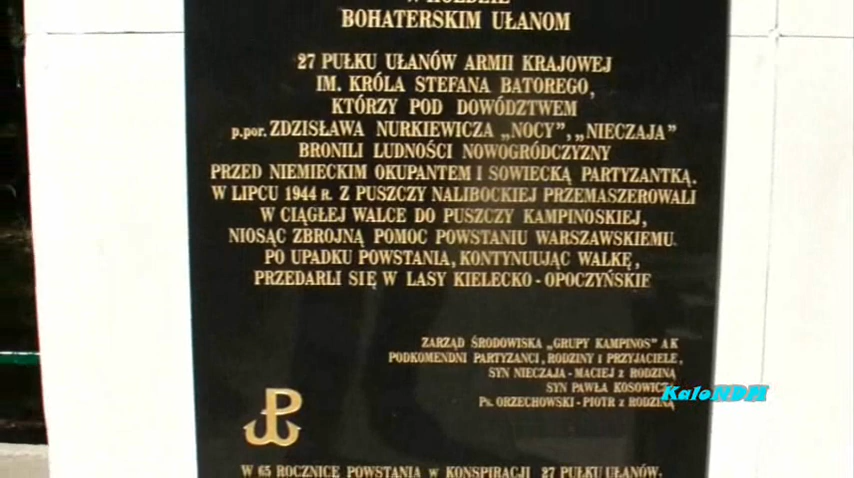 W HOŁDZIE
BOHATERSKIM UŁANOM
27 PUŁKU UŁANÓW ARMII KRAJOWEJ
IM. KRÓLA STEFANA BATOREGO,
KTÓRZY POD DOWÓDZTWEM
p.por. ZDZISŁAWA NURKIEWICZA „NOCY”, „NIECZAJA”
BRONILI LUDNOŚCI NOWOGRÓDCZYZNY
PRZED NIEMIECKIM OKUPANTEM I SOWIECKĄ PARTYZANTKĄ.
W LIPCU 1944 R. Z PUSZCZY NALIBOCKIEJ PRZEMASZEROWALI
W CIĄGŁEJ WALCE DO PUSZCZY KAMPINOSKIEJ,
NIOSĄC ZBROJNĄ POMOC POWSTANIU WARSZAWSKIEMU.
PO UPADKU POWSTANIA, KONTYNUUJĄC WALKĘ,
PRZEDARLI SIĘ W LASY KIELECKO - OPOCZYŃSKIE
ZARZĄD ŚRODOWISKA „GRUPY KAMPINOS” AK
PODKOMENDNI PARTYZANCI, RODZINY I PRZYJACIELE,
SYN NIECZAJA - MACIEJ z RODZINĄ
SYN PAWŁA KOSOWICZA
Ps. ORZECHOWSKI - PIOTR z RODZINĄ
KaloNDM
PW
W 65 ROCZNICĘ POWSTANIA w KONSPIRACJI 27 PUŁKU UŁANÓW.